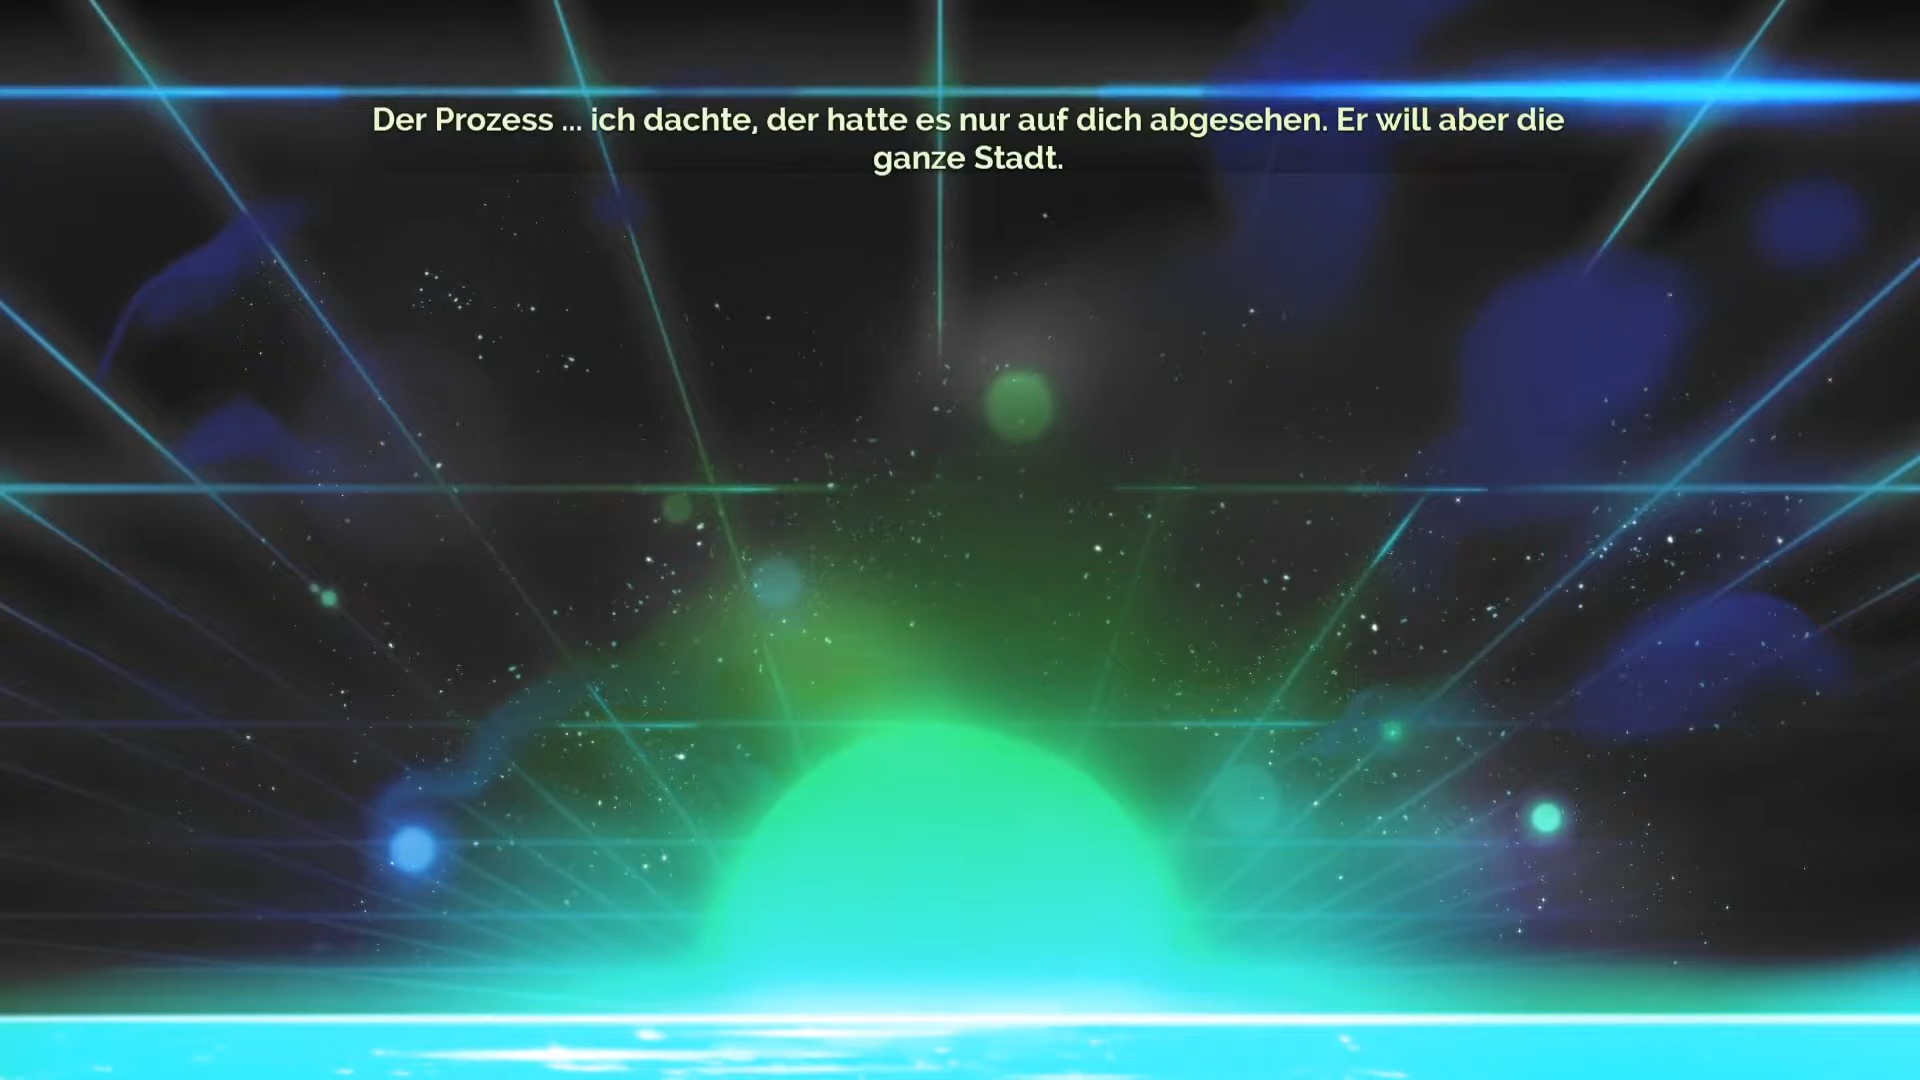 Der Prozess ... ich dachte, der hatte es nur auf dich abgesehen. Er will aber die
ganze Stadt.